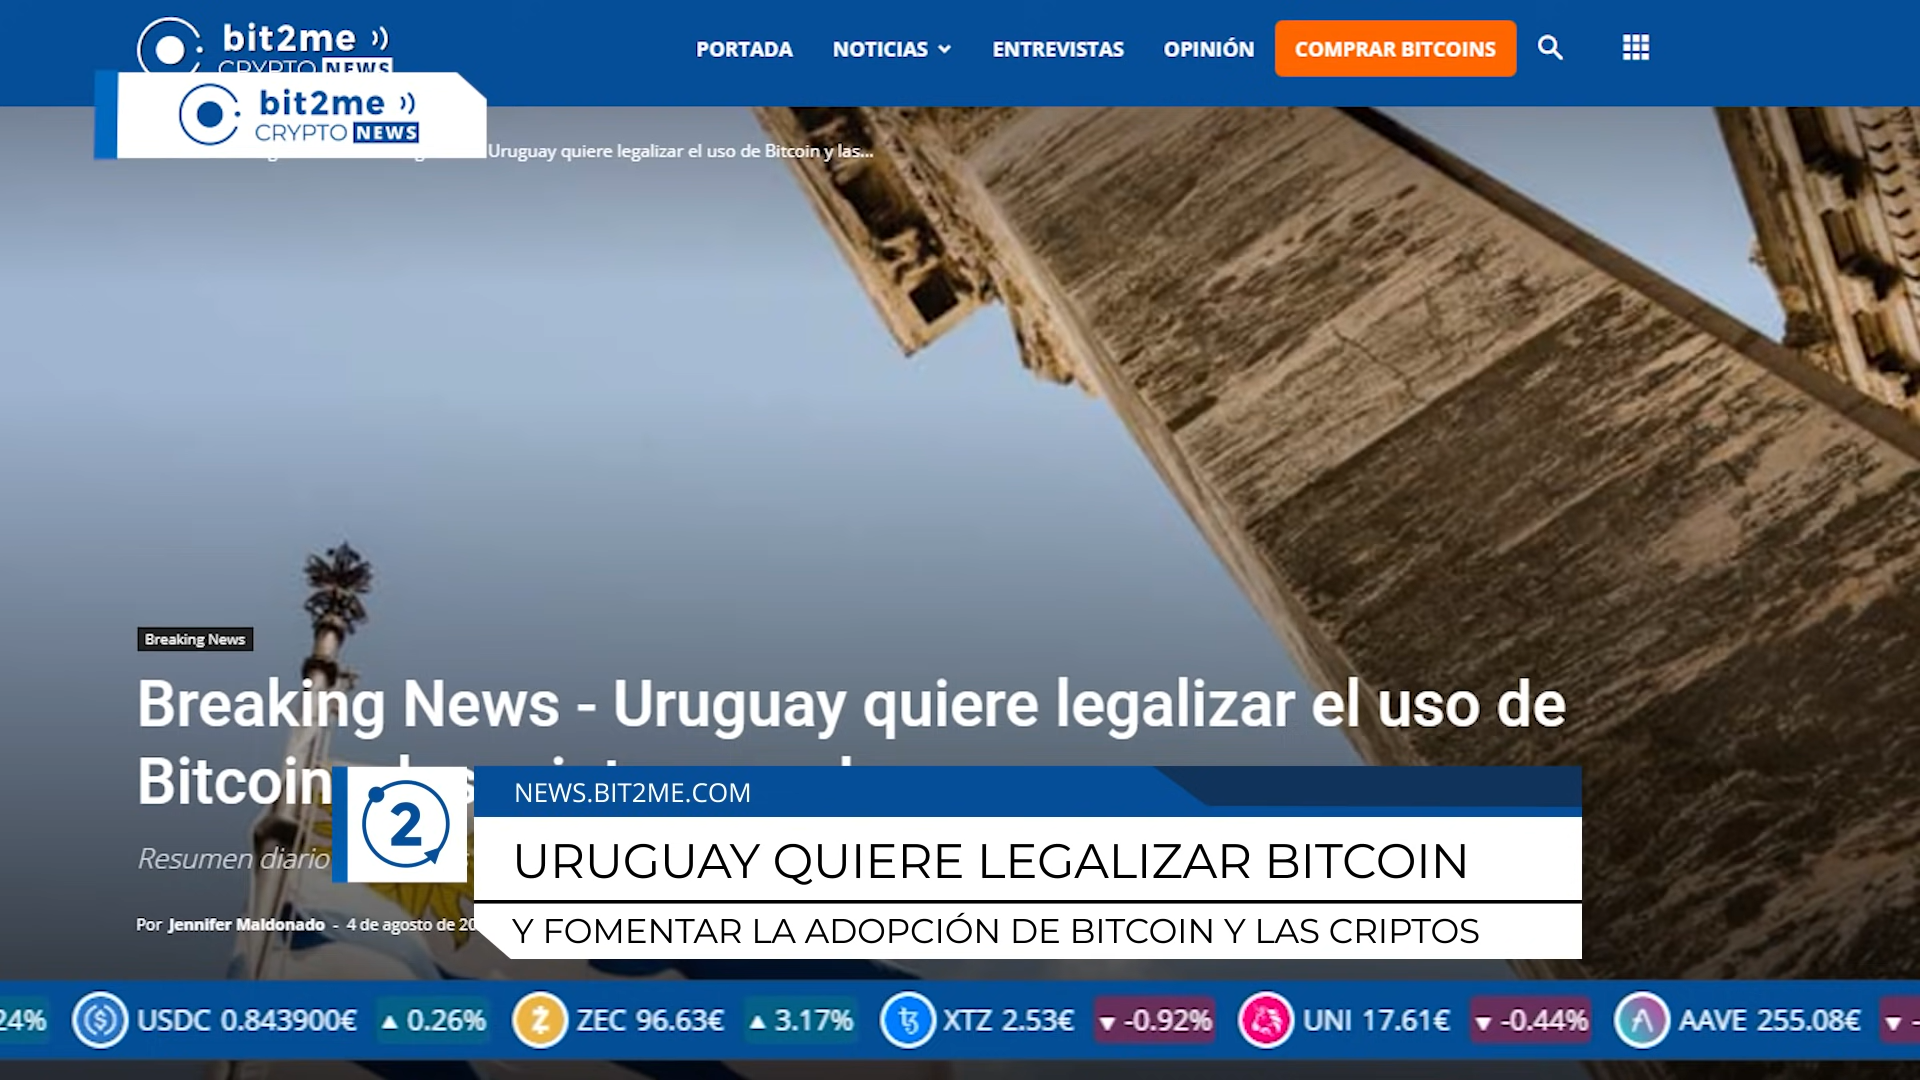 bit2me
CRYPTO NEWS
PORTADA
NOTICIAS
ENTREVISTAS
OPINIÓN
COMPRAR BITCOINS
bit2me
CRYPTO NEWS
Uruguay quiere legalizar el uso de Bitcoin y las...
Breaking News
Breaking News - Uruguay quiere legalizar el uso de
Bitcoin
2
NEWS.BIT2ME.COM
URUGUAY QUIERE LEGALIZAR BITCOIN
Resumen diario
Por Jennifer Maldonado - 4 de agosto de 20
Y FOMENTAR LA ADOPCIÓN DE BITCOIN Y LAS CRIPTOS
24% USDC 0.843900€ ▲ 0.26% ZEC 96.63€ ▲ 3.17% XTZ 2.53€ ▼ -0.92% UNI 17.61€ ▼ -0.44% AAVE 255.08€ ▼ -